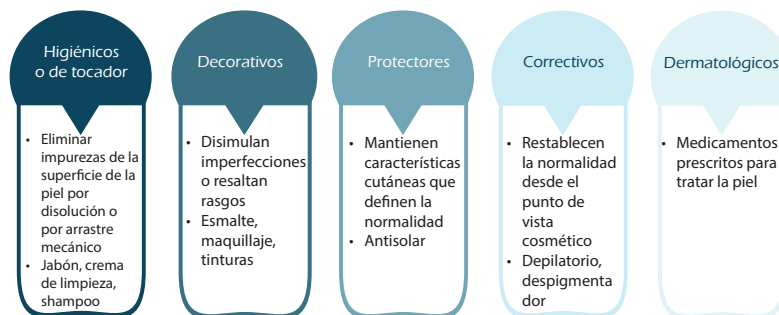 Higiénicos
o de tocador
• Eliminar
impurezas de la
superficie de la
piel por
disolución o
por arrastre
mecánico
• Jabón, crema
de limpieza,
shampoo
Decorativos
• Disimulan
imperfecciones
o resaltan
rasgos
• Esmalte,
maquillaje,
tinturas
Protectores
• Mantienen
características
cutáneas que
definen la
normalidad
• Antisolar
Correctivos
• Restablecen
la normalidad
desde el
punto de
vista
cosmético
• Depilatorio,
despigmenta
dor
Dermatológicos
• Medicamentos
prescritos para
tratar la piel